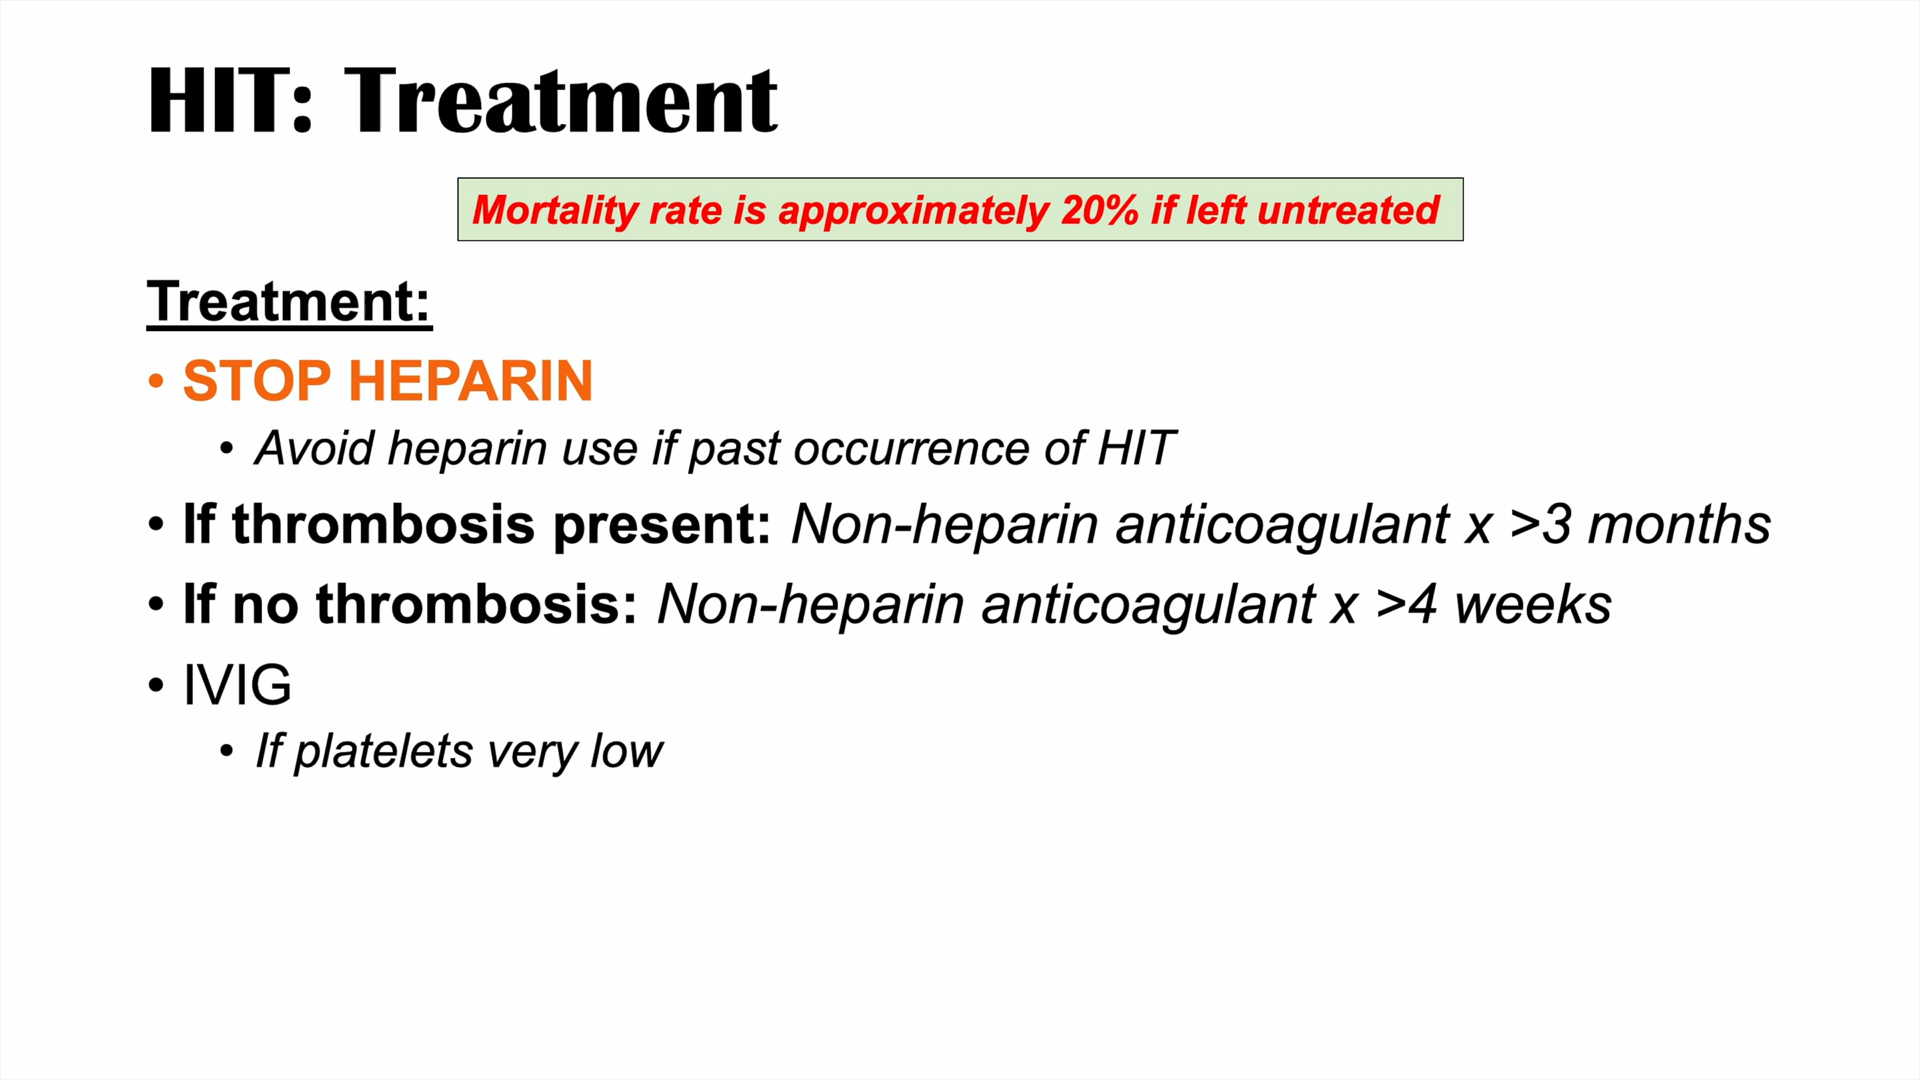 HIT: Treatment
Mortality rate is approximately 20% if left untreated
Treatment:
• STOP HEPARIN
• Avoid heparin use if past occurrence of HIT
• If thrombosis present: Non-heparin anticoagulant x >3 months
• If no thrombosis: Non-heparin anticoagulant x >4 weeks
• IVIG
• If platelets very low